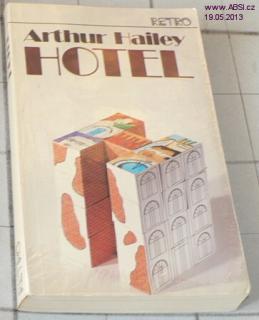 www.ABSI.cz
19.05.2013
RETRO
Arthur Hailey
HOTEL